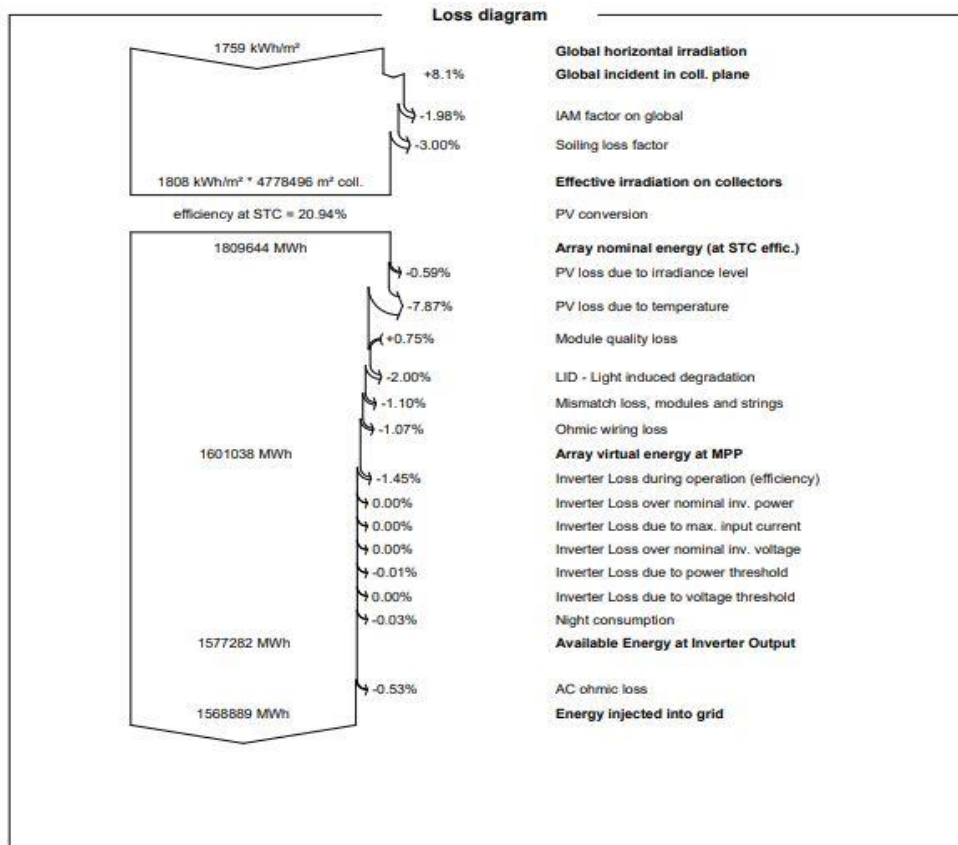 Loss diagram
1759 kWh/m² Global horizontal irradiation
+8.1% Global incident in coll. plane
-1.98% IAM factor on global
-3.00% Soiling loss factor
1808 kWh/m² * 4778496 m² coll. Effective irradiation on collectors
efficiency at STC = 20.94% PV conversion
1809644 MWh Array nominal energy (at STC effic.)
-0.59% PV loss due to irradiance level
-7.87% PV loss due to temperature
+0.75% Module quality loss
-2.00% LID - Light induced degradation
-1.10% Mismatch loss, modules and strings
-1.07% Ohmic wiring loss
1601038 MWh Array virtual energy at MPP
-1.45% Inverter Loss during operation (efficiency)
0.00% Inverter Loss over nominal inv. power
0.00% Inverter Loss due to max. input current
0.00% Inverter Loss over nominal inv. voltage
-0.01% Inverter Loss due to power threshold
0.00% Inverter Loss due to voltage threshold
-0.03% Night consumption
1577282 MWh Available Energy at Inverter Output
-0.53% AC ohmic loss
1568889 MWh Energy injected into grid